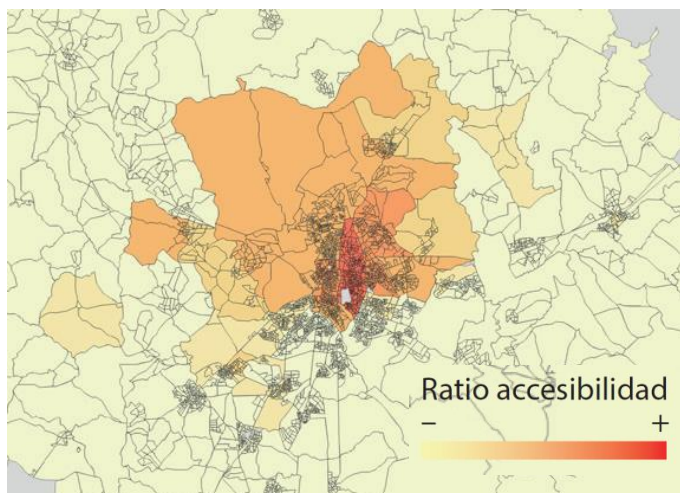 Ratio accesibilidad
– +